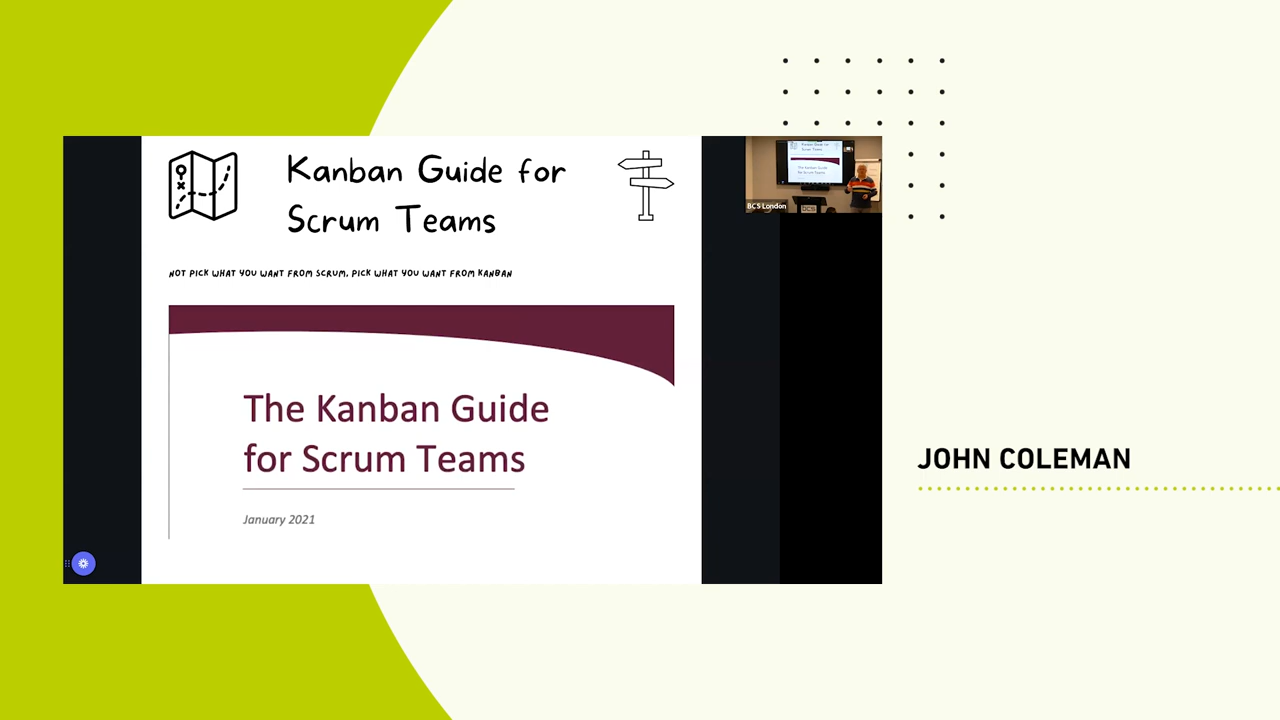 Kanban Guide for
Scrum Teams
NOT PICK WHAT YOU WANT FROM SCRUM, PICK WHAT YOU WANT FROM KANBAN
The Kanban Guide
for Scrum Teams
January 2021
BCS London
JOHN COLEMAN